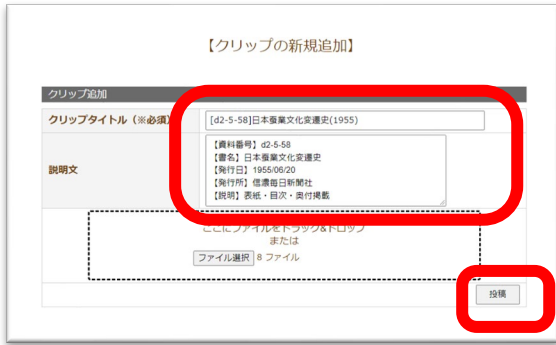 【クリップの新規追加】
クリップ追加
クリップタイトル（※必須）
[d2-5-58]日本蚕業文化変遷史(1955)
説明文
【資料番号】d2-5-58
【書名】日本蚕業文化変遷史
【発行日】1955/06/20
【発行所】信濃毎日新聞社
【説明】表紙・目次・奥付掲載
ここにファイルをドラッグ&ドロップ
または
ファイル選択 8 ファイル
投稿